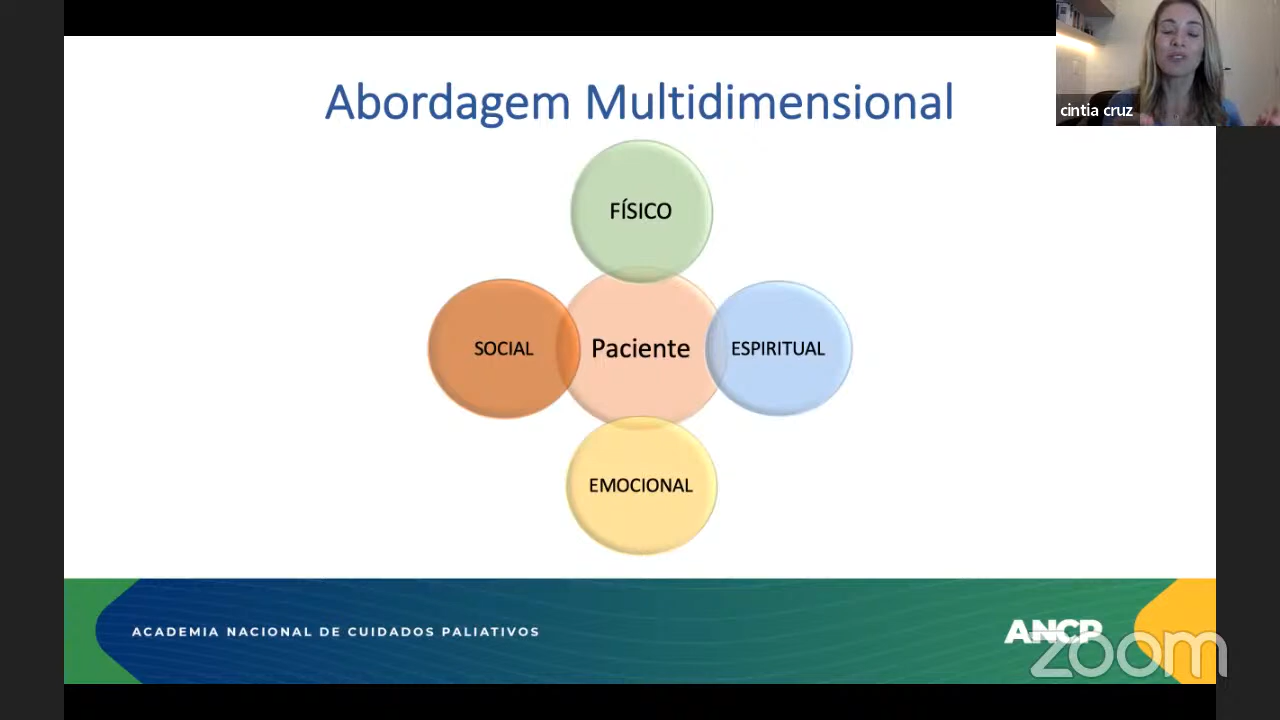 Abordagem Multidimensional
cintia cruz
FÍSICO
SOCIAL
Paciente
ESPIRITUAL
EMOCIONAL
ACADEMIA NACIONAL DE CUIDADOS PALIATIVOS
ANCP
zoom